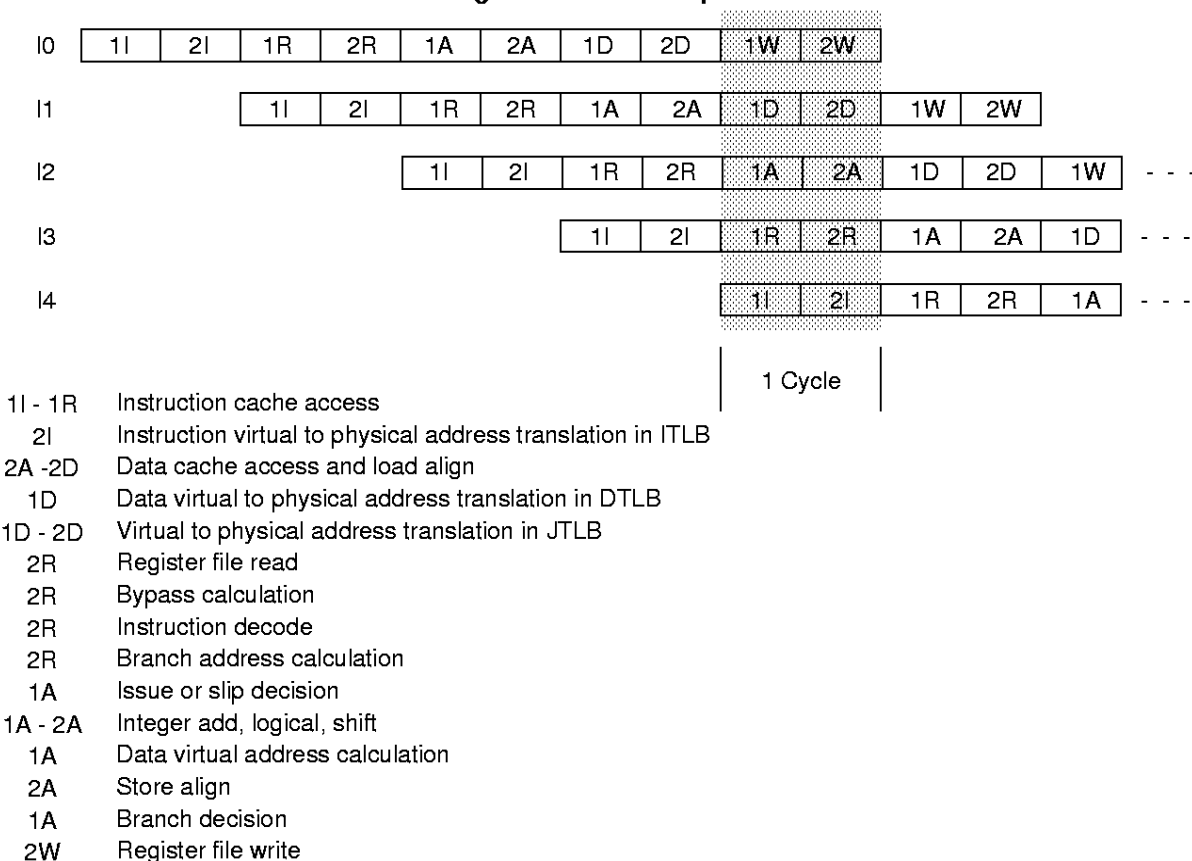 I0 1I 2I 1R 2R 1A 2A 1D 2D 1W 2W
I1 1I 2I 1R 2R 1A 2A 1D 2D 1W 2W
I2 1I 2I 1R 2R 1A 2A 1D 2D 1W - - -
I3 1I 2I 1R 2R 1A 2A 1D - - -
I4 1I 2I 1R 2R 1A - - -
1 Cycle
1I - 1R Instruction cache access
2I Instruction virtual to physical address translation in ITLB
2A -2D Data cache access and load align
1D Data virtual to physical address translation in DTLB
1D - 2D Virtual to physical address translation in JTLB
2R Register file read
2R Bypass calculation
2R Instruction decode
2R Branch address calculation
1A Issue or slip decision
1A - 2A Integer add, logical, shift
1A Data virtual address calculation
2A Store align
1A Branch decision
2W Register file write